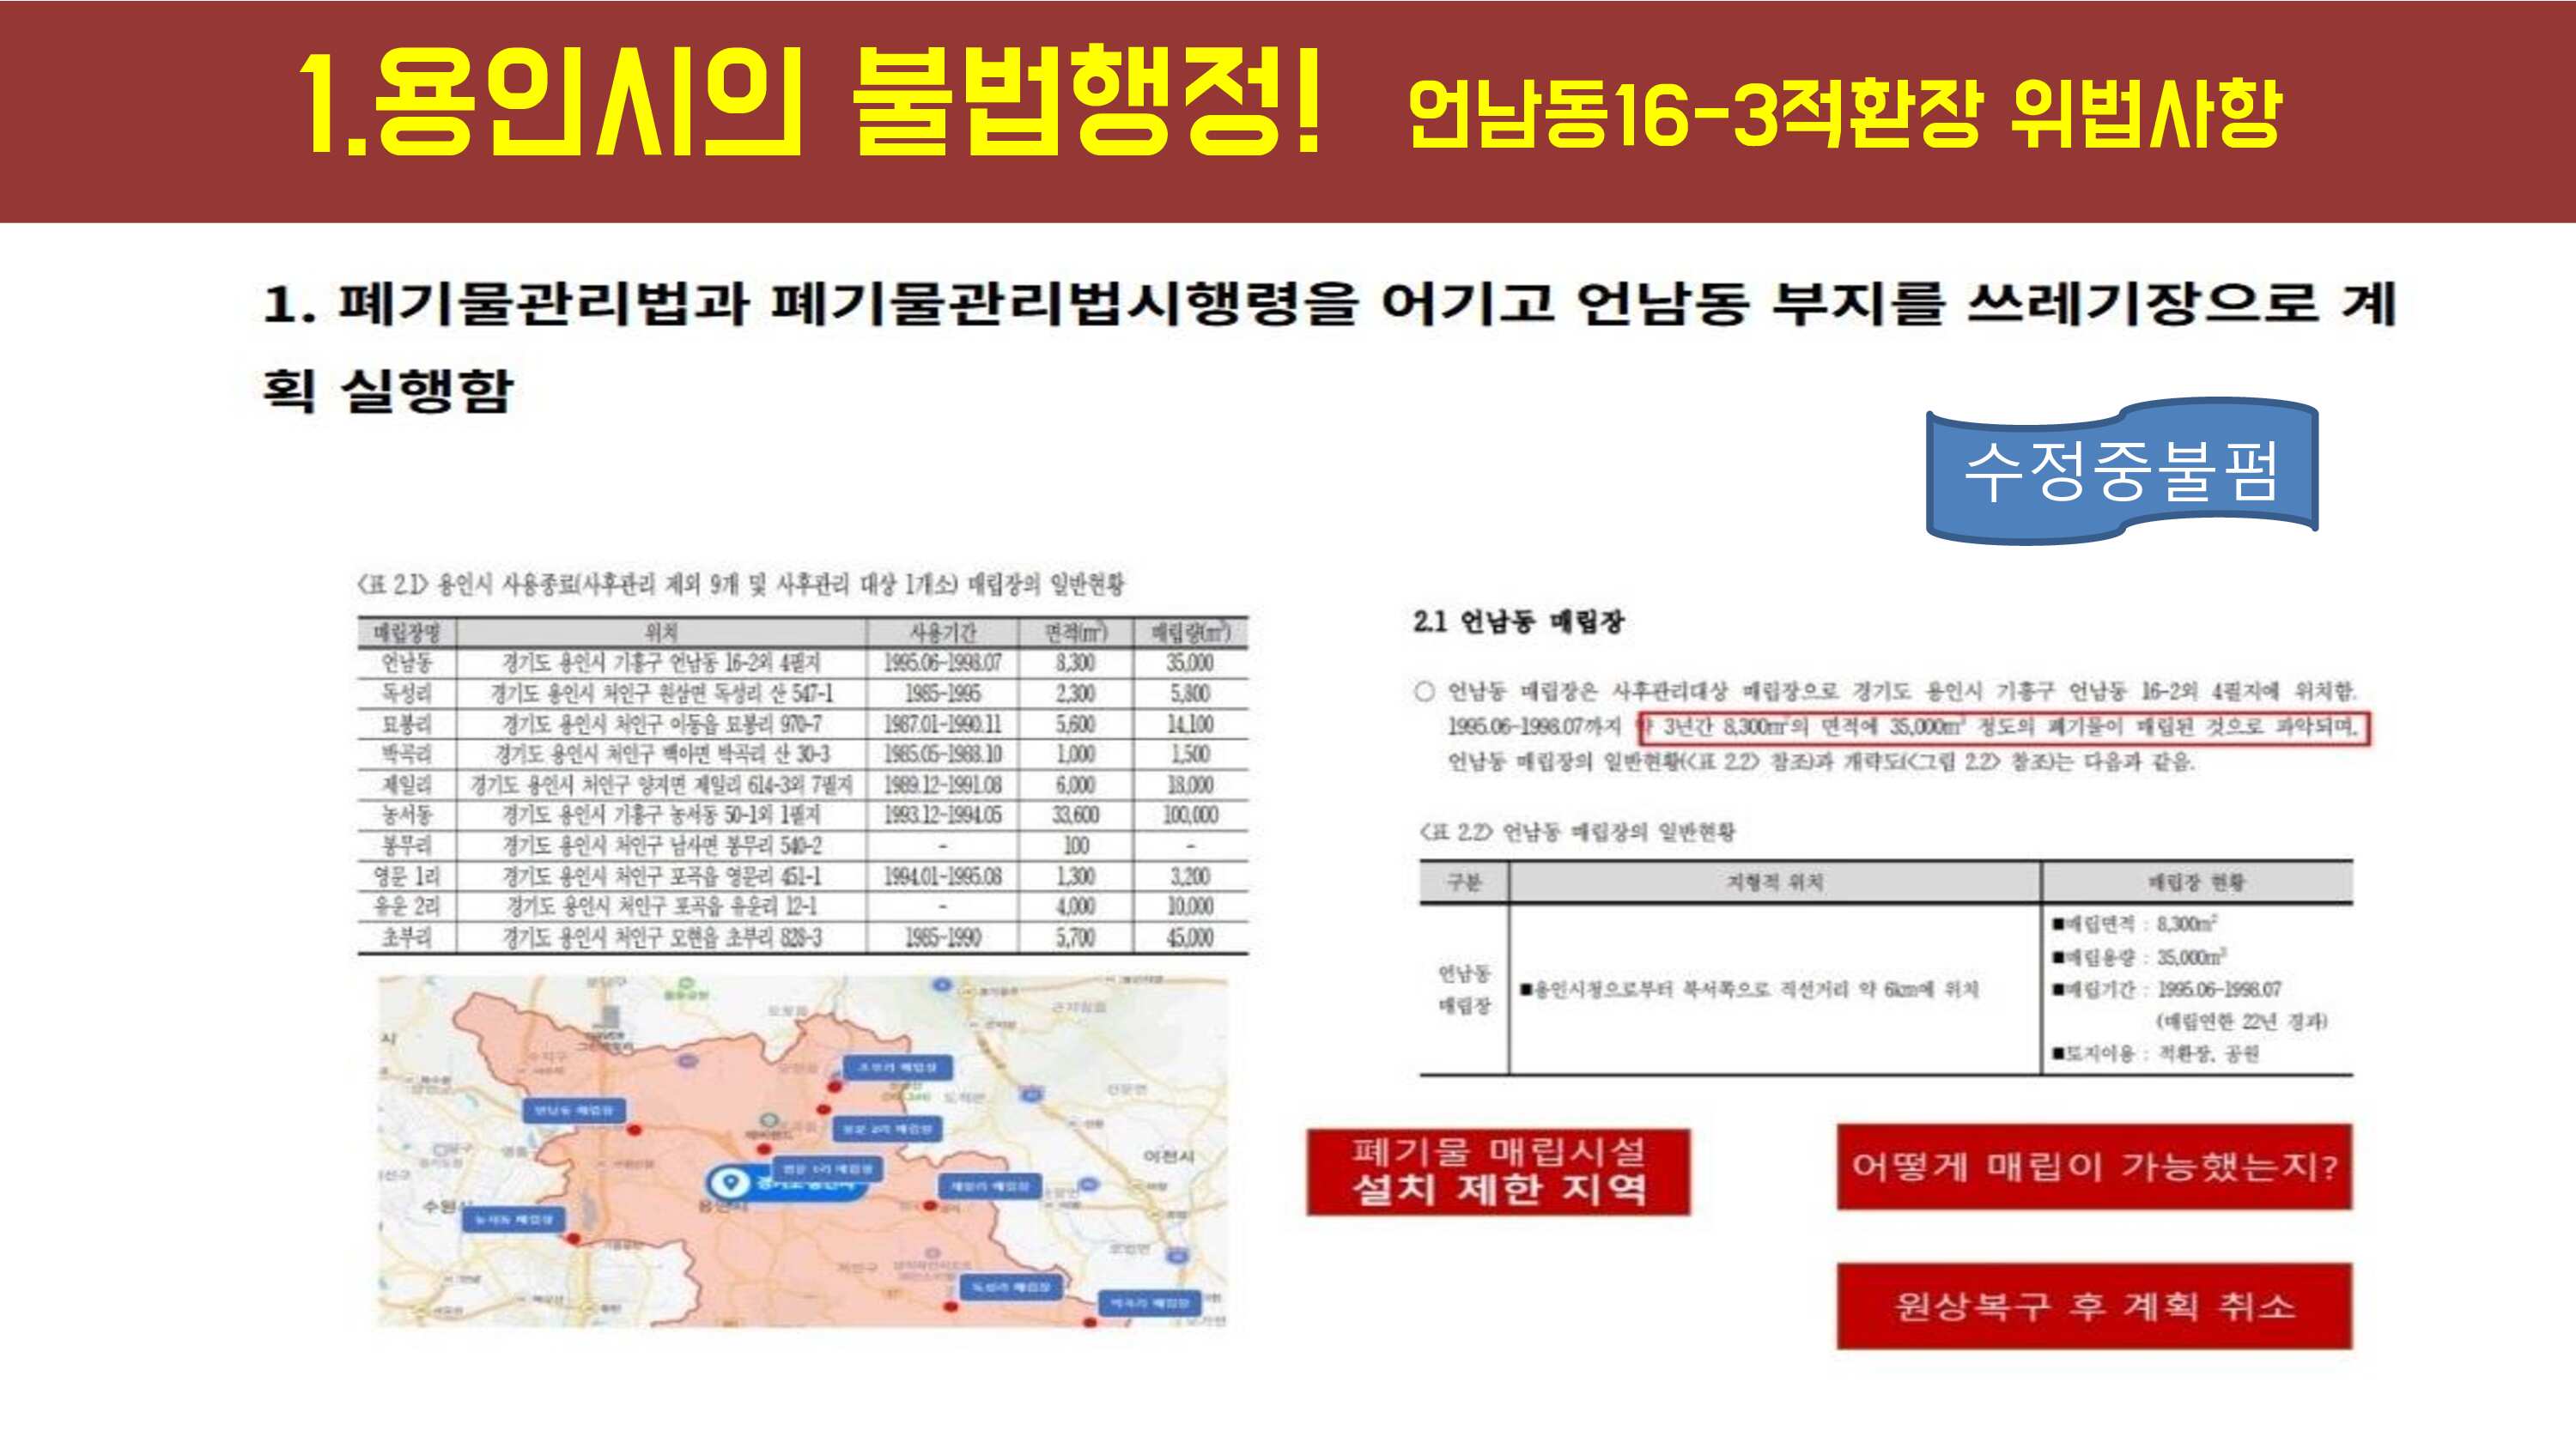 1.용인시의 불법행정! 언남동16-3적환장 위법사항
1. 폐기물관리법과 폐기물관리법시행령을 어기고 언남동 부지를 쓰레기장으로 계
획 실행함
수정중불펌
<표 2.1> 용인시 사용종료(사후관리 제외 9개 및 사후관리 대상 1개소) 매립장의 일반현황
매립장명 위치 사용기간 면적(㎡) 매립량(㎥)
언남동 경기도 용인시 기흥구 언남동 16-2외 4필지 1995.06~1998.07 8,300 35,000
독성리 경기도 용인시 처인구 원삼면 독성리 산 547-1 1985~1995 2,300 5,800
묘봉리 경기도 용인시 처인구 이동읍 묘봉리 970-7 1987.01~1990.11 5,600 14,100
박곡리 경기도 용인시 처인구 백아면 박곡리 산 30-3 1985.05~1988.10 1,000 1,500
제일리 경기도 용인시 처인구 양지면 제일리 614-3외 7필지 1989.12~1991.08 6,000 18,000
농서동 경기도 용인시 기흥구 농서동 50-1외 1필지 1993.12~1994.05 33,600 100,000
봉무리 경기도 용인시 처인구 남사면 봉무리 540-2 - 100 -
영문 1리 경기도 용인시 처인구 포곡읍 영문리 451-1 1994.01~1995.08 1,300 3,200
유운 2리 경기도 용인시 처인구 포곡읍 유운리 12-1 - 4,000 10,000
초부리 경기도 용인시 처인구 모현읍 초부리 828-3 1985~1990 5,700 45,000
초부리 매립장
언남동 매립장
제일리 매립장
농서동 매립장
독성리 매립장
박곡리 매립장
이천시
2.1 언남동 매립장
○ 언남동 매립장은 사후관리대상 매립장으로 경기도 용인시 기흥구 언남동 16-2외 4필지에 위치함.
1995.06~1998.07까지 약 3년간 8,300㎡의 면적에 35,000㎥ 정도의 폐기물이 매립된 것으로 파악되며,
언남동 매립장의 일반현황(<표 2.2> 참조)과 개략도(<그림 2.2> 참조)는 다음과 같음.
<표 2.2> 언남동 매립장의 일반현황
구분 지형적 위치 매립장 현황
언남동
매립장
■용인시청으로부터 북서쪽으로 직선거리 약 6km에 위치
■매립면적 : 8,300㎡
■매립용량 : 35,000㎥
■매립기간 : 1995.06~1998.07
(매립연한 22년 경과)
■토지이용 : 적환장, 공원
폐기물 매립시설
설치 제한 지역
어떻게 매립이 가능했는지?
원상복구 후 계획 취소